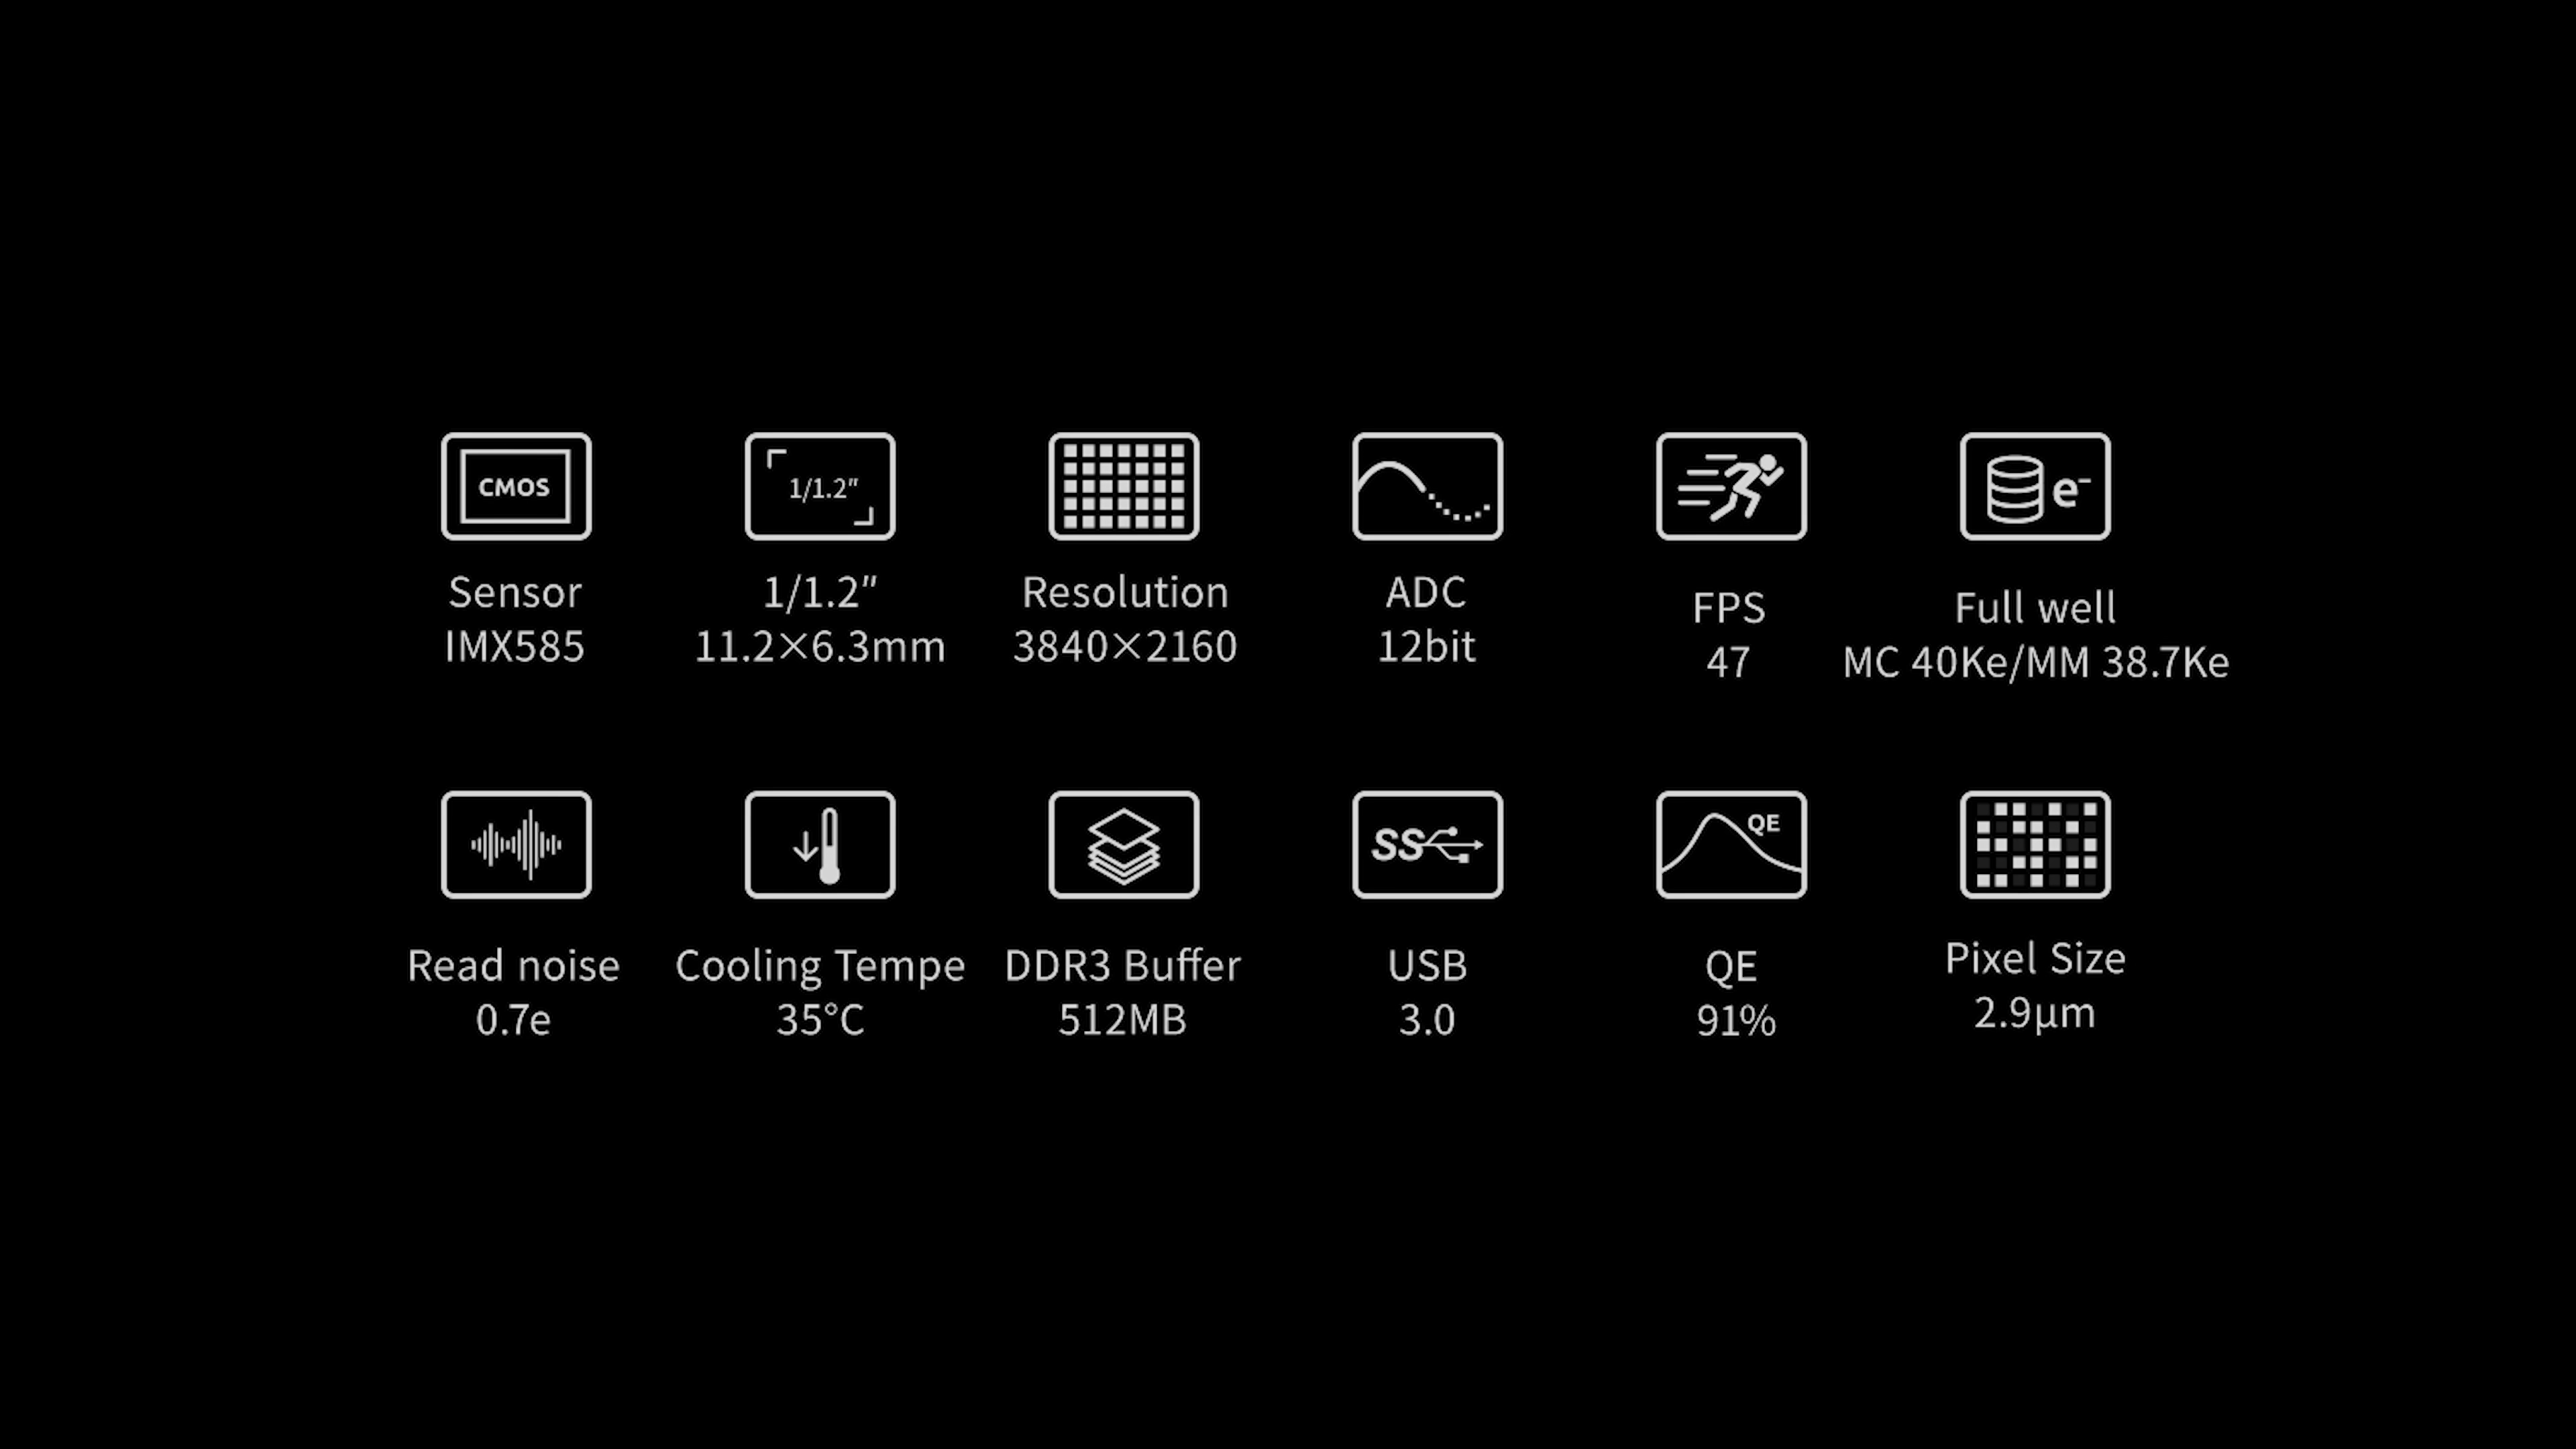 CMOS
1/1.2"
e-
Sensor
IMX585
1/1.2"
11.2×6.3mm
Resolution
3840×2160
ADC
12bit
FPS
47
Full well
MC 40Ke/MM 38.7Ke
SS
QE
Read noise
0.7e
Cooling Tempe
35°C
DDR3 Buffer
512MB
USB
3.0
QE
91%
Pixel Size
2.9μm